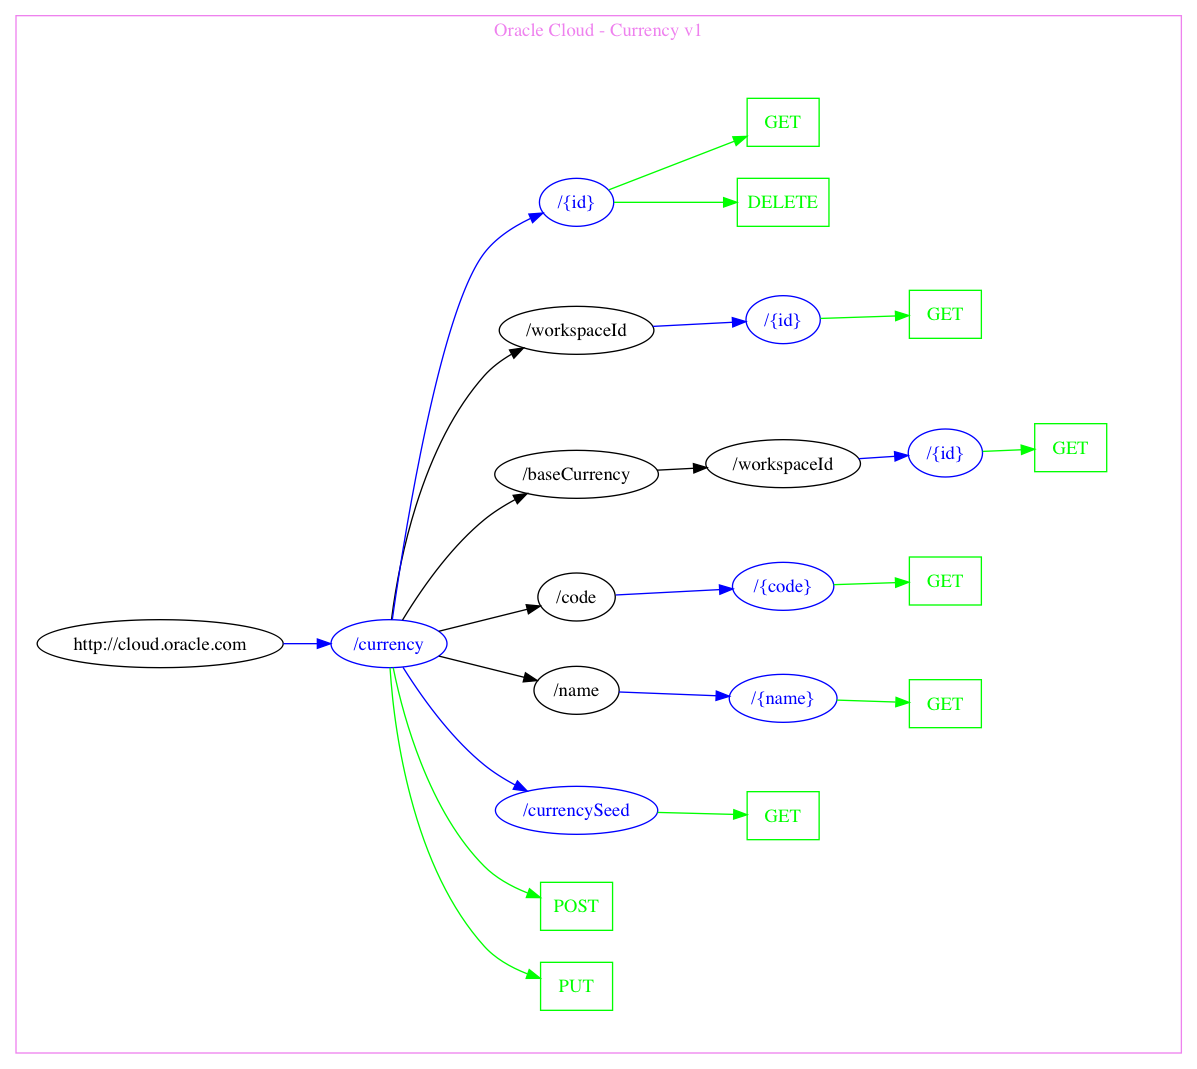 Oracle Cloud - Currency v1
GET
/{id}
DELETE
/workspaceId
/{id}
GET
/baseCurrency
/workspaceId
/{id}
GET
/code
/{code}
GET
http://cloud.oracle.com
/currency
/name
/{name}
GET
/currencySeed
GET
POST
PUT